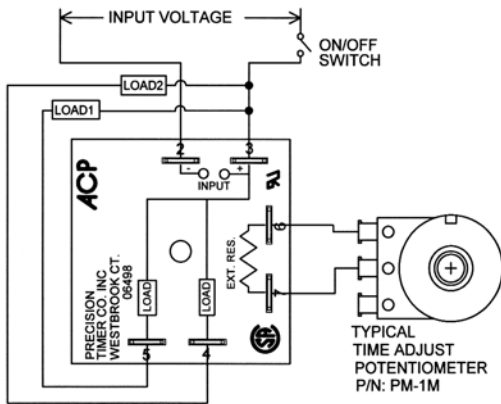 INPUT VOLTAGE
ON/OFF
SWITCH
LOAD2
LOAD1
2
3
-
+
INPUT
ACP
EXT. RES.
6
LOAD
LOAD
PRECISION
TIMER CO. INC
WESTBROOK CT.
06498
5
4
TYPICAL
TIME ADJUST
POTENTIOMETER
P/N: PM-1M